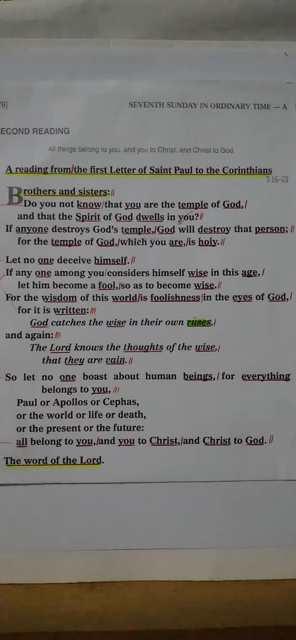 79]
SEVENTH SUNDAY IN ORDINARY TIME — A
ECOND READING
All things belong to you, and you to Christ, and Christ to God.
A reading from/the first Letter of Saint Paul to the Corinthians
3:16-23
Brothers and sisters://
Do you not know/that you are the temple of God,/
and that the Spirit of God dwells in you?//
If anyone destroys God's temple,/God will destroy that person;//
for the temple of God,/which you are,/is holy.//
Let no one deceive himself.//
If any one among you/considers himself wise in this age,/
let him become a fool,/so as to become wise.//
For the wisdom of this world/is foolishness/in the eyes of God,/
for it is written:///
God catches the wise in their own ruses,/
and again://
The Lord knows the thoughts of the wise,/
that they are vain.//
So let no one boast about human beings,/ for everything
belongs to you, ///
Paul or Apollos or Cephas,
or the world or life or death,
or the present or the future:
all belong to you,/and you to Christ,/and Christ to God.//
The word of the Lord.